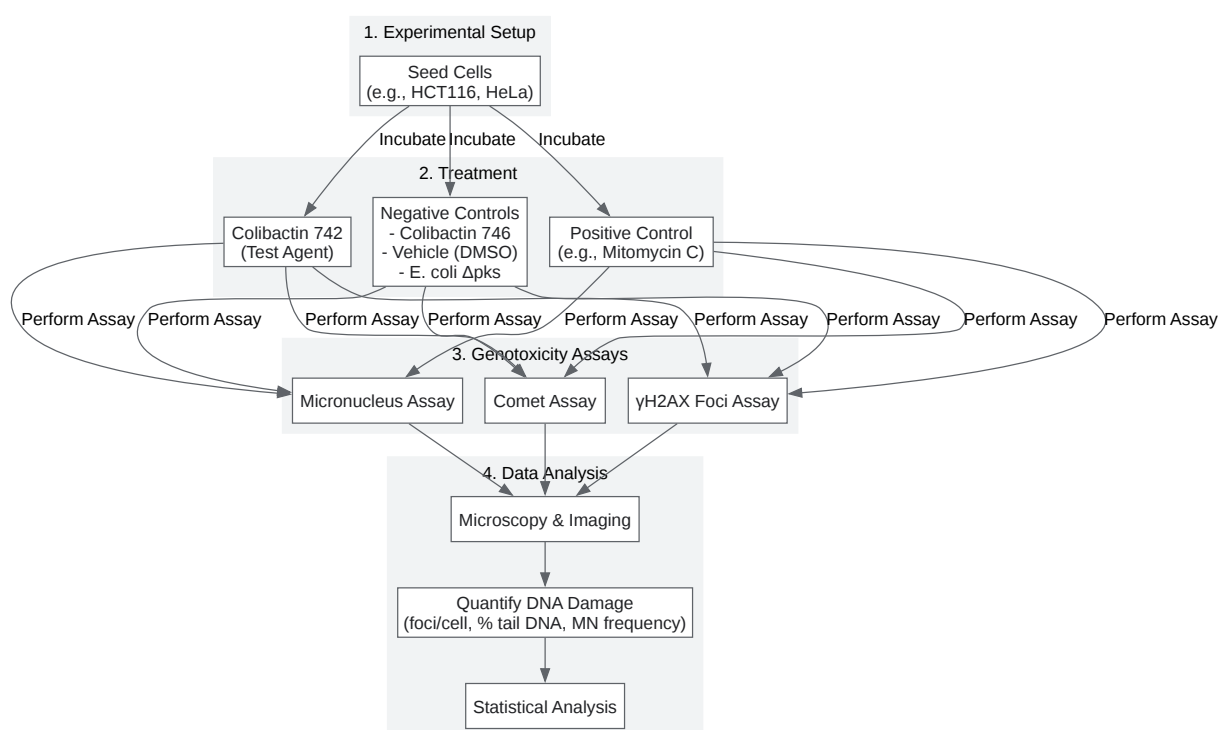 1. Experimental Setup
Seed Cells
(e.g., HCT116, HeLa)
Incubate
Incubate
Incubate
2. Treatment
Colibactin 742
(Test Agent)
Negative Controls
- Colibactin 746
- Vehicle (DMSO)
- E. coli Δpks
Positive Control
(e.g., Mitomycin C)
Perform Assay
Perform Assay
Perform Assay
Perform Assay
Perform Assay
Perform Assay
Perform Assay
Perform Assay
Perform Assay
3. Genotoxicity Assays
Micronucleus Assay
Comet Assay
γH2AX Foci Assay
4. Data Analysis
Microscopy & Imaging
Quantify DNA Damage
(foci/cell, % tail DNA, MN frequency)
Statistical Analysis